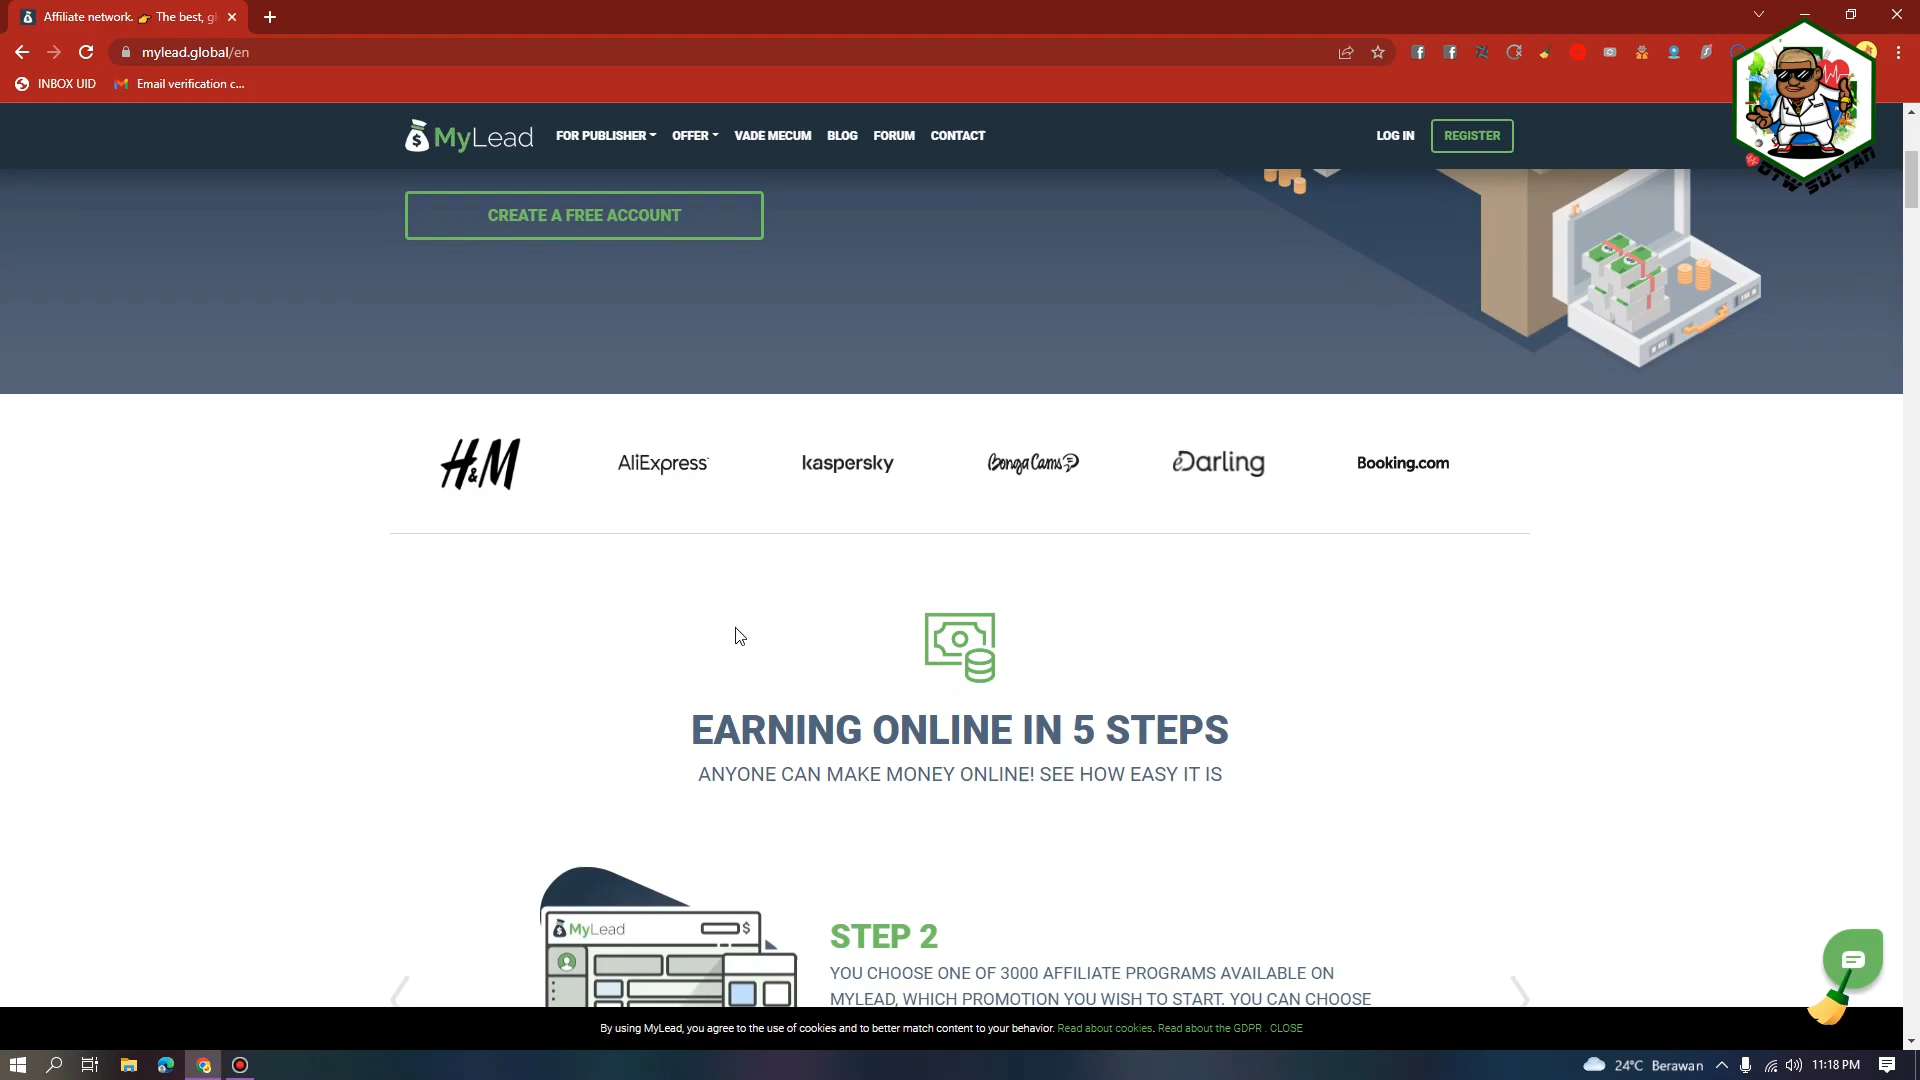 Affiliate network. 👉 The best, gl
mylead.global/en
INBOX UID
Email verification c...
MyLead
FOR PUBLISHER
OFFER
VADE MECUM
BLOG
FORUM
CONTACT
LOG IN
REGISTER
OTW SULTAN
CREATE A FREE ACCOUNT
H&M
AliExpress
kaspersky
BongaCams
eDarling
Booking.com
EARNING ONLINE IN 5 STEPS
ANYONE CAN MAKE MONEY ONLINE! SEE HOW EASY IT IS
MyLead
$
STEP 2
YOU CHOOSE ONE OF 3000 AFFILIATE PROGRAMS AVAILABLE ON
MYLEAD, WHICH PROMOTION YOU WISH TO START. YOU CAN CHOOSE
By using MyLead, you agree to the use of cookies and to better match content to your behavior. Read about cookies. Read about the GDPR . CLOSE
24°C Berawan
11:18 PM